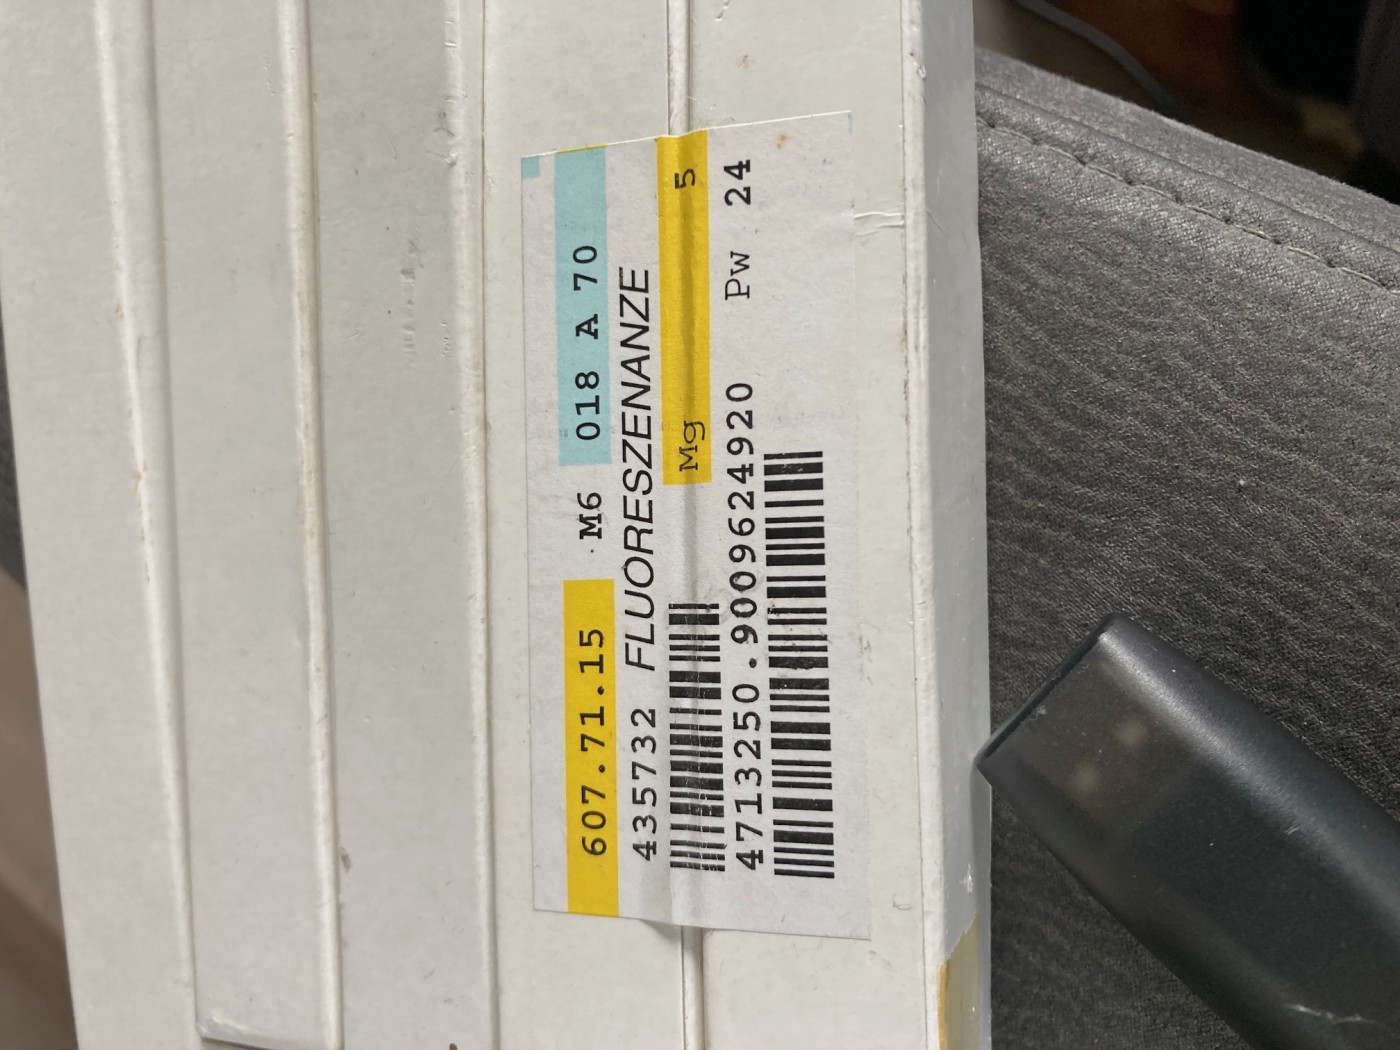 607.71.15 M6 018 A 70
435732 FLUORESZENANZE
Mg 5
4713250.9009624920 Pw 24